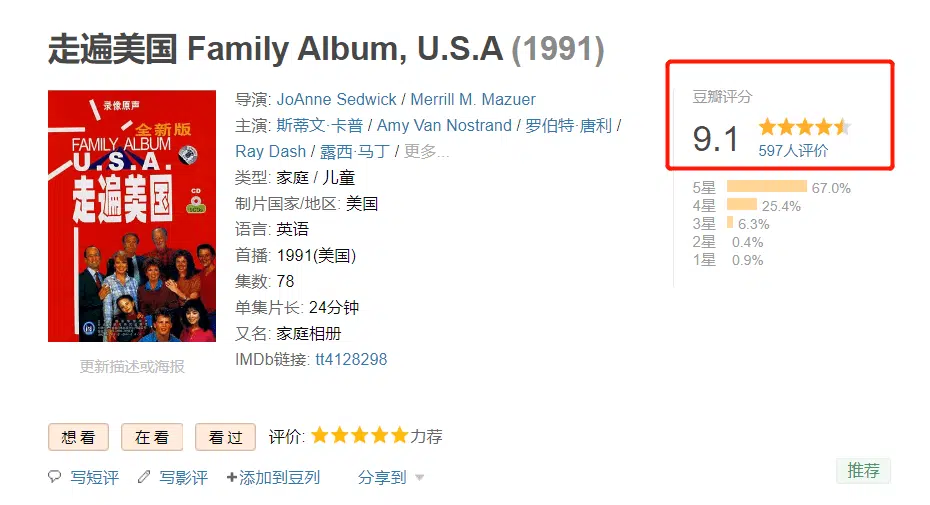 走遍美国 Family Album, U.S.A (1991)
录像原声
全新版
FAMILY ALBUM
U.S.A.
走遍美国
CD
导演: JoAnne Sedwick / Merrill M. Mazuer
主演: 斯蒂文·卡普 / Amy Van Nostrand / 罗伯特·唐利 /
Ray Dash / 露西·马丁 / 更多...
类型: 家庭 / 儿童
制片国家/地区: 美国
语言: 英语
首播: 1991(美国)
集数: 78
单集片长: 24分钟
又名: 家庭相册
IMDb链接: tt4128298
更新描述或海报
豆瓣评分
9.1
597人评价
5星 67.0%
4星 25.4%
3星 6.3%
2星 0.4%
1星 0.9%
想看 在看 看过 评价: 力荐
写短评 写影评 +添加到豆列 分享到
推荐